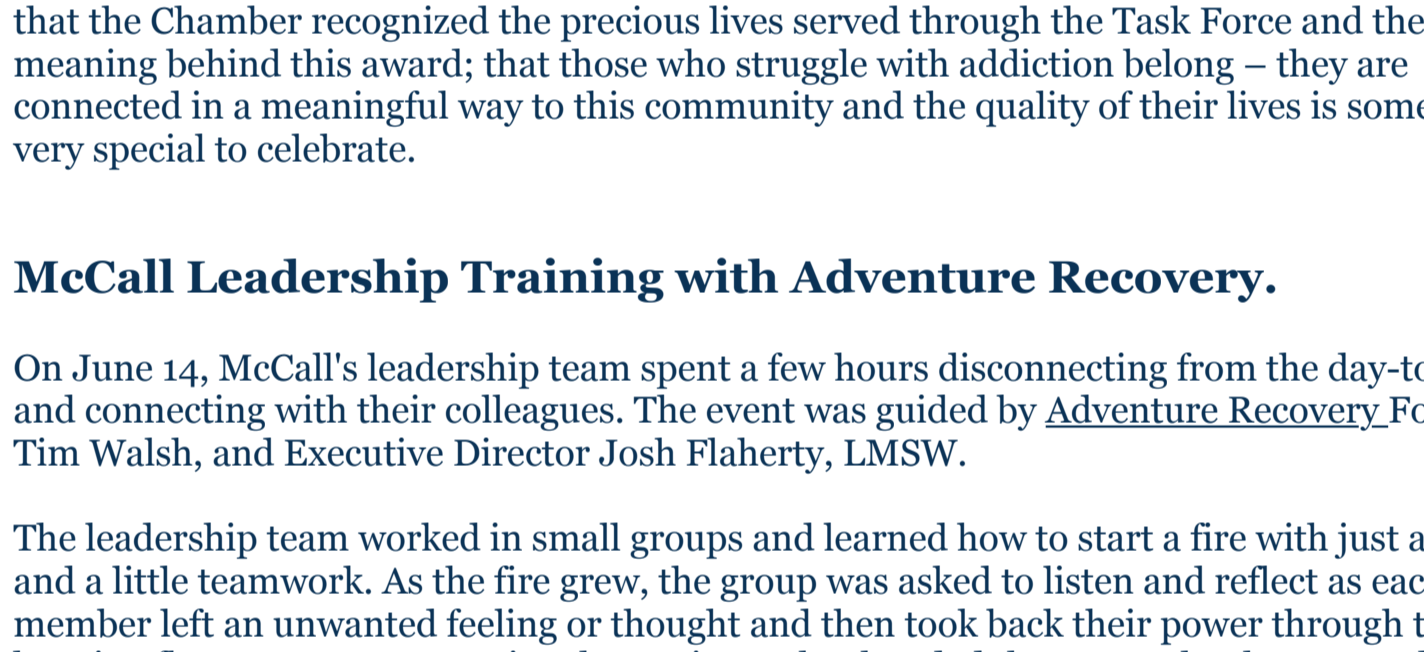 that the Chamber recognized the precious lives served through the Task Force and the
meaning behind this award; that those who struggle with addiction belong – they are
connected in a meaningful way to this community and the quality of their lives is some
very special to celebrate.
McCall Leadership Training with Adventure Recovery.
On June 14, McCall's leadership team spent a few hours disconnecting from the day-to
and connecting with their colleagues. The event was guided by Adventure Recovery Fo
Tim Walsh, and Executive Director Josh Flaherty, LMSW.
The leadership team worked in small groups and learned how to start a fire with just a
and a little teamwork. As the fire grew, the group was asked to listen and reflect as eac
member left an unwanted feeling or thought and then took back their power through t